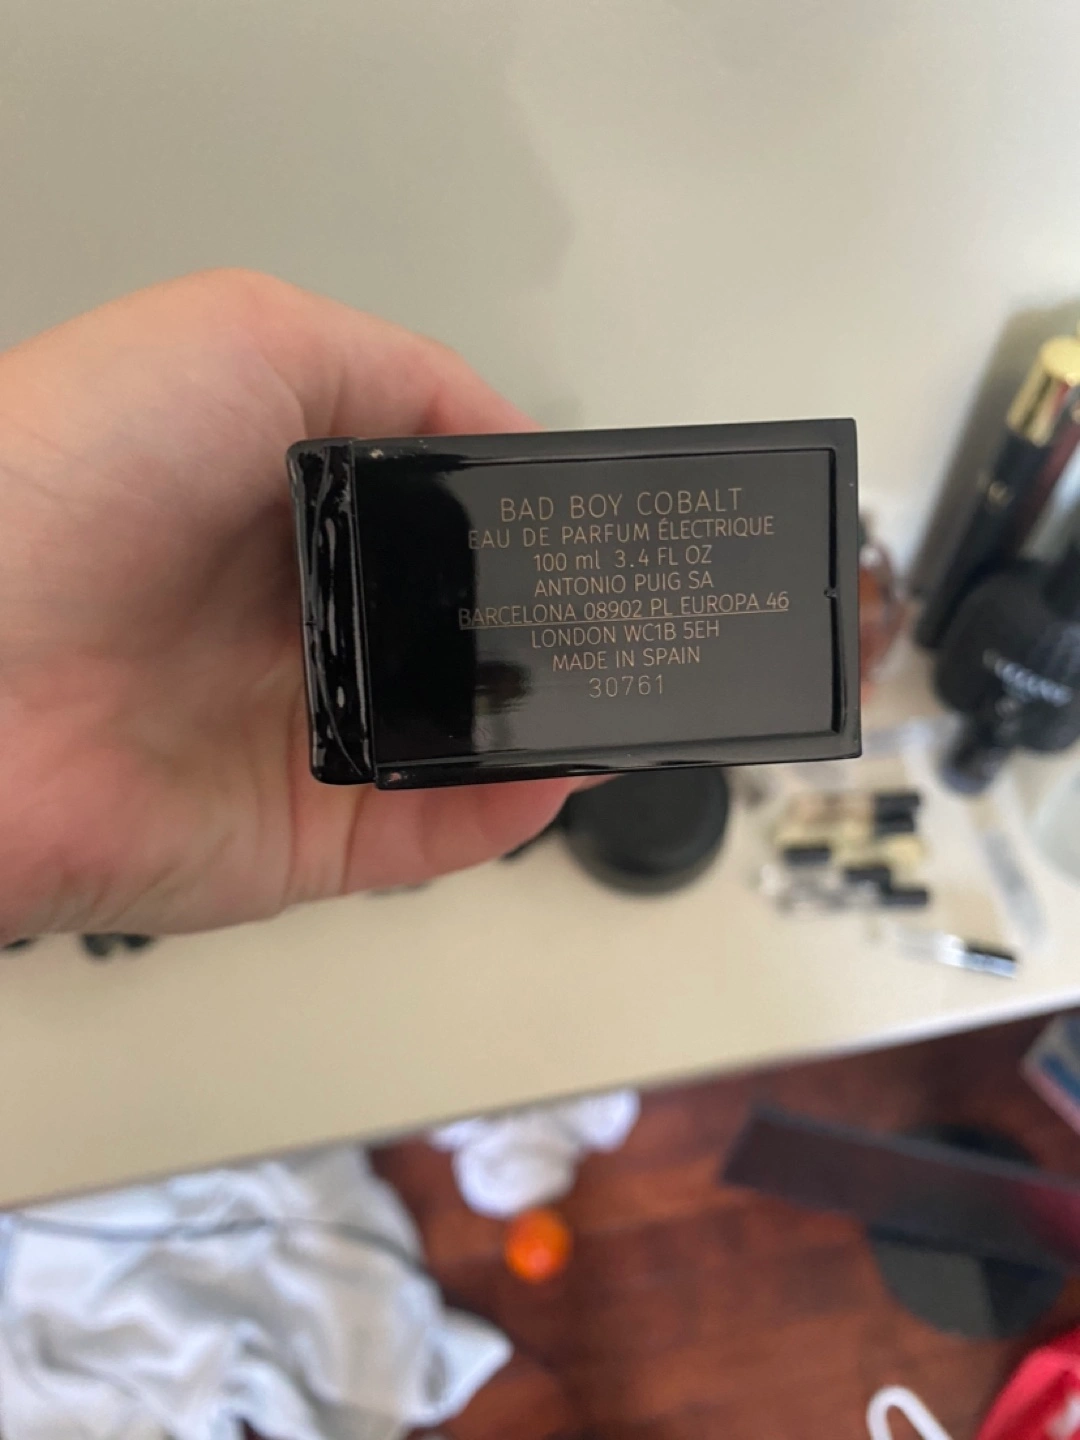 BAD BOY COBALT
EAU DE PARFUM ÉLECTRIQUE
100 ml 3.4 FL OZ
ANTONIO PUIG SA
BARCELONA 08902 PL EUROPA 46
LONDON WC1B 5EH
MADE IN SPAIN
30761